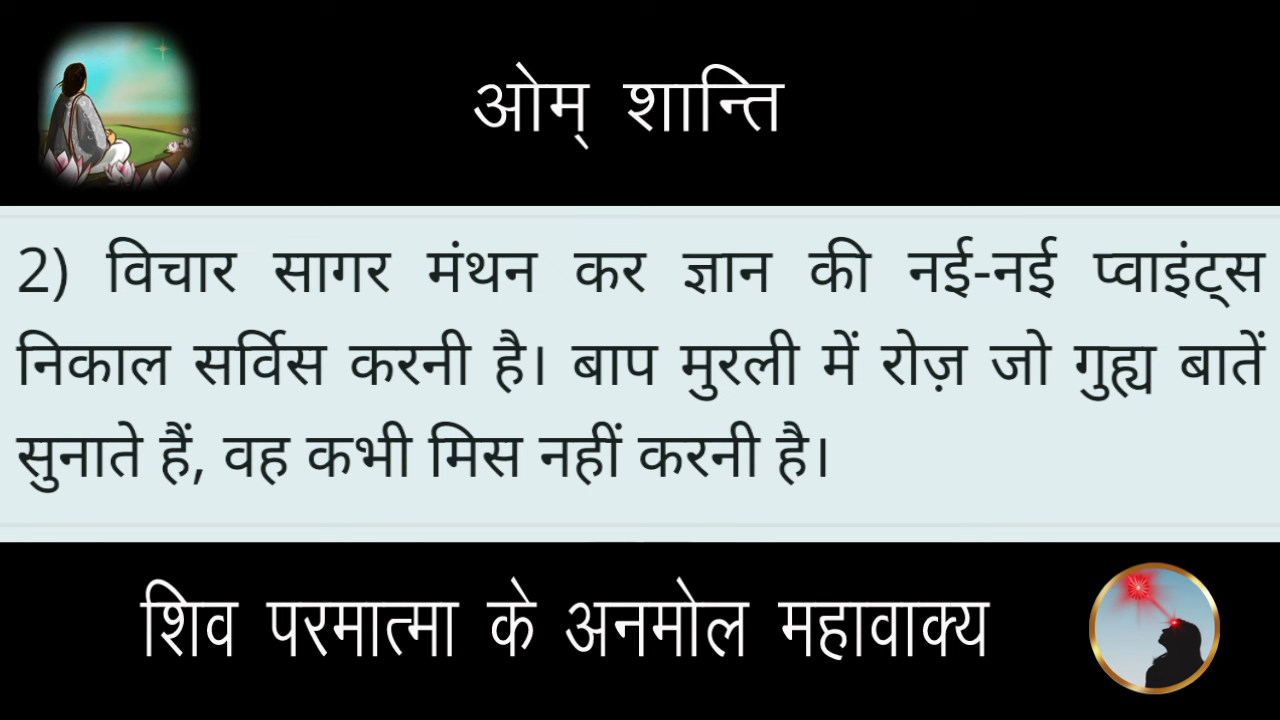 ओम् शान्ति
2) विचार सागर मंथन कर ज्ञान की नई-नई प्वाइंट्स
निकाल सर्विस करनी है। बाप मुरली में रोज़ जो गुह्य बातें
सुनाते हैं, वह कभी मिस नहीं करनी है।
शिव परमात्मा के अनमोल महावाक्य